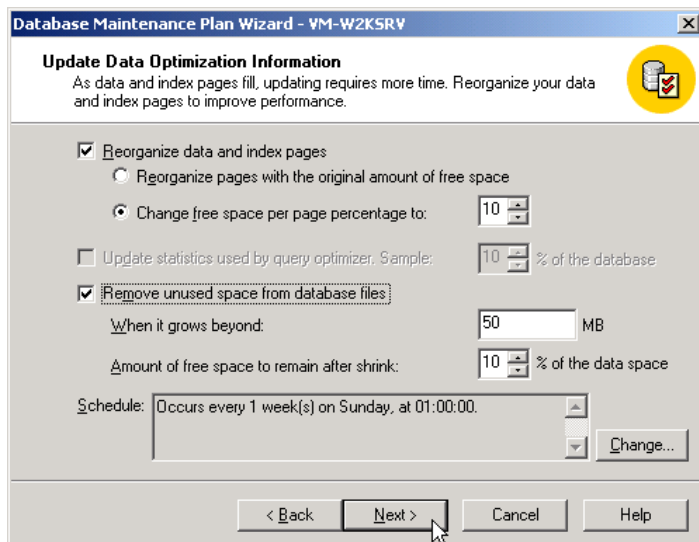 Database Maintenance Plan Wizard - VM-W2KSRV
Update Data Optimization Information
As data and index pages fill, updating requires more time. Reorganize your data
and index pages to improve performance.
Reorganize data and index pages
Reorganize pages with the original amount of free space
Change free space per page percentage to: 10
Update statistics used by query optimizer. Sample: 10 % of the database
Remove unused space from database files
When it grows beyond: 50 MB
Amount of free space to remain after shrink: 10 % of the data space
Schedule: Occurs every 1 week(s) on Sunday, at 01:00:00.
Change...
< Back Next > Cancel Help